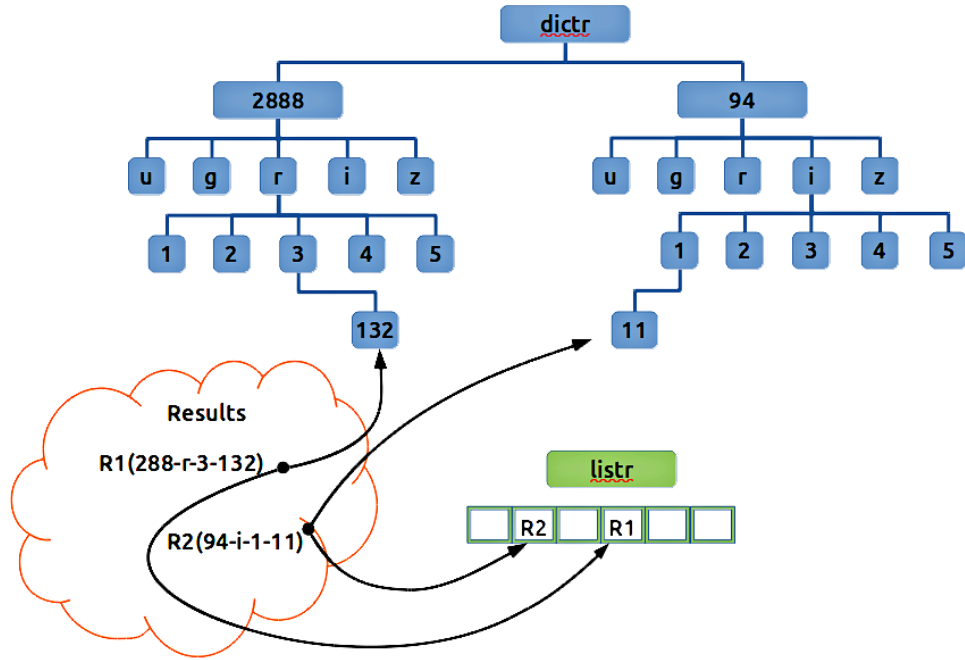 dictr
2888 94
u g r i z u g r i z
1 2 3 4 5 1 2 3 4 5
132 11
Results
R1(288-r-3-132)
listr
R2 R1
R2(94-i-1-11)